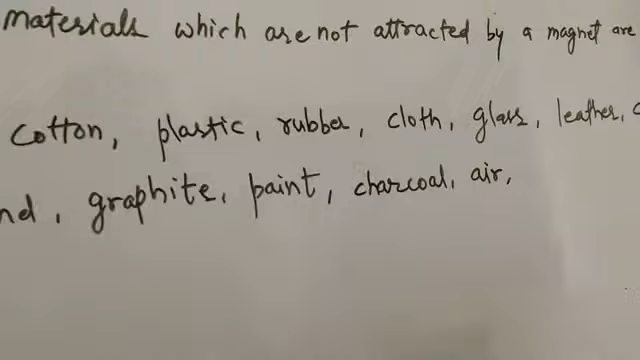 materials which are not attracted by a magnet are
cotton, plastic, rubber, cloth, glass, leather,
graphite, paint, charcoal, air,